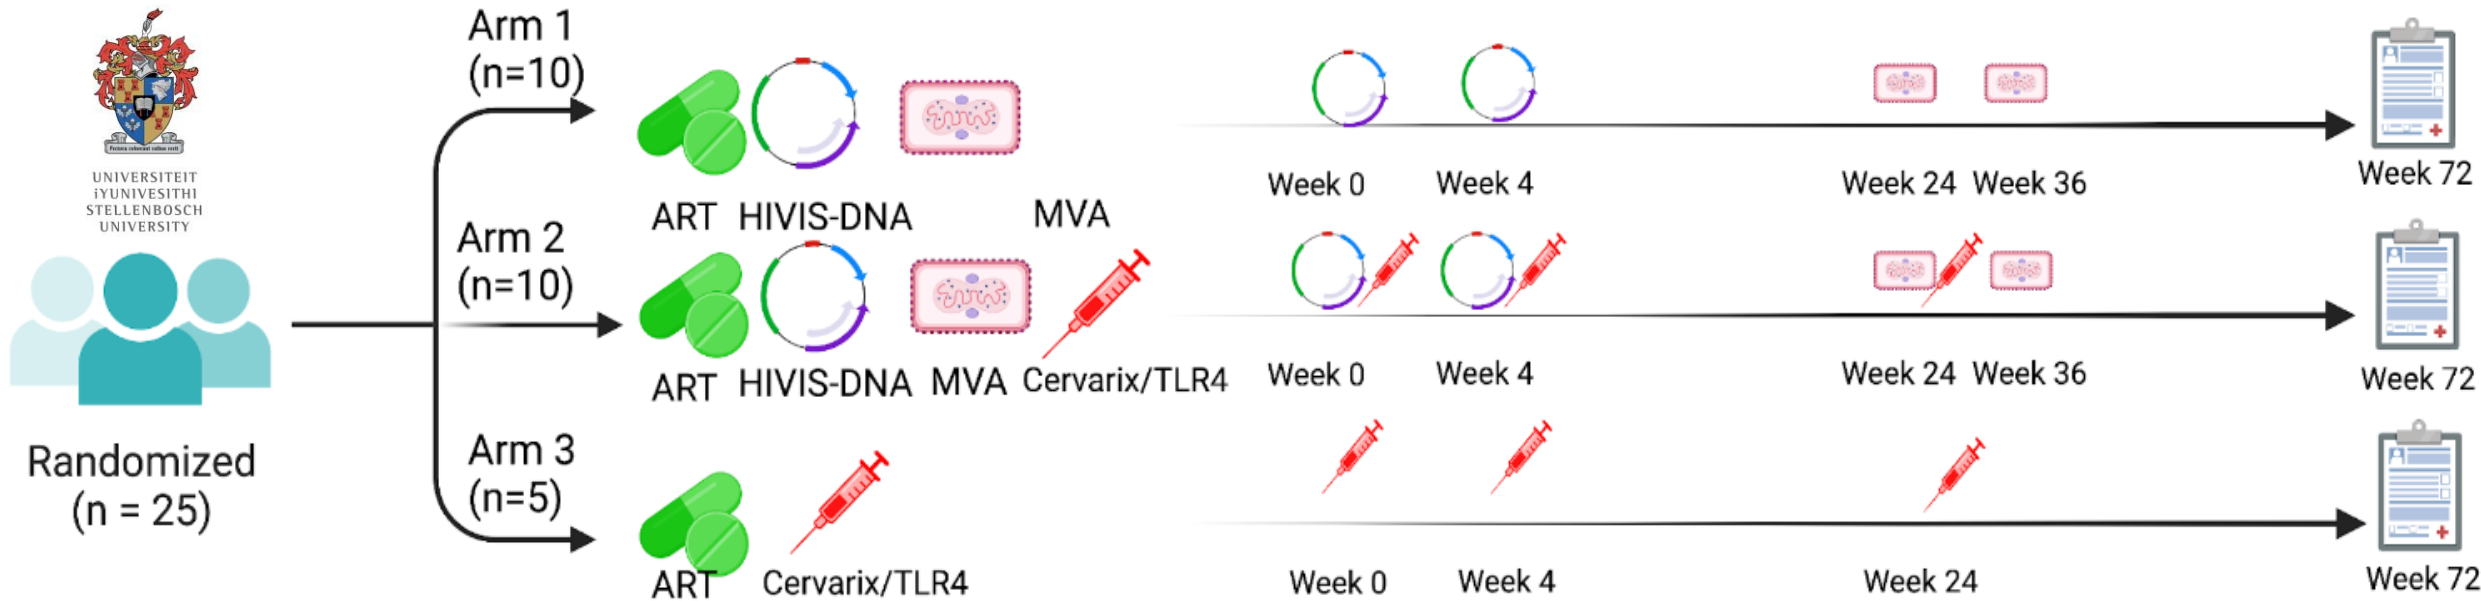 UNIVERSITEIT
iYUNIVESITHI
STELLENBOSCH
UNIVERSITY
Randomized
(n = 25)
Arm 1
(n=10)
ART HIVIS-DNA MVA
Week 0 Week 4 Week 24 Week 36 Week 72
Arm 2
(n=10)
ART HIVIS-DNA MVA Cervarix/TLR4
Week 0 Week 4 Week 24 Week 36 Week 72
Arm 3
(n=5)
ART Cervarix/TLR4
Week 0 Week 4 Week 24 Week 72